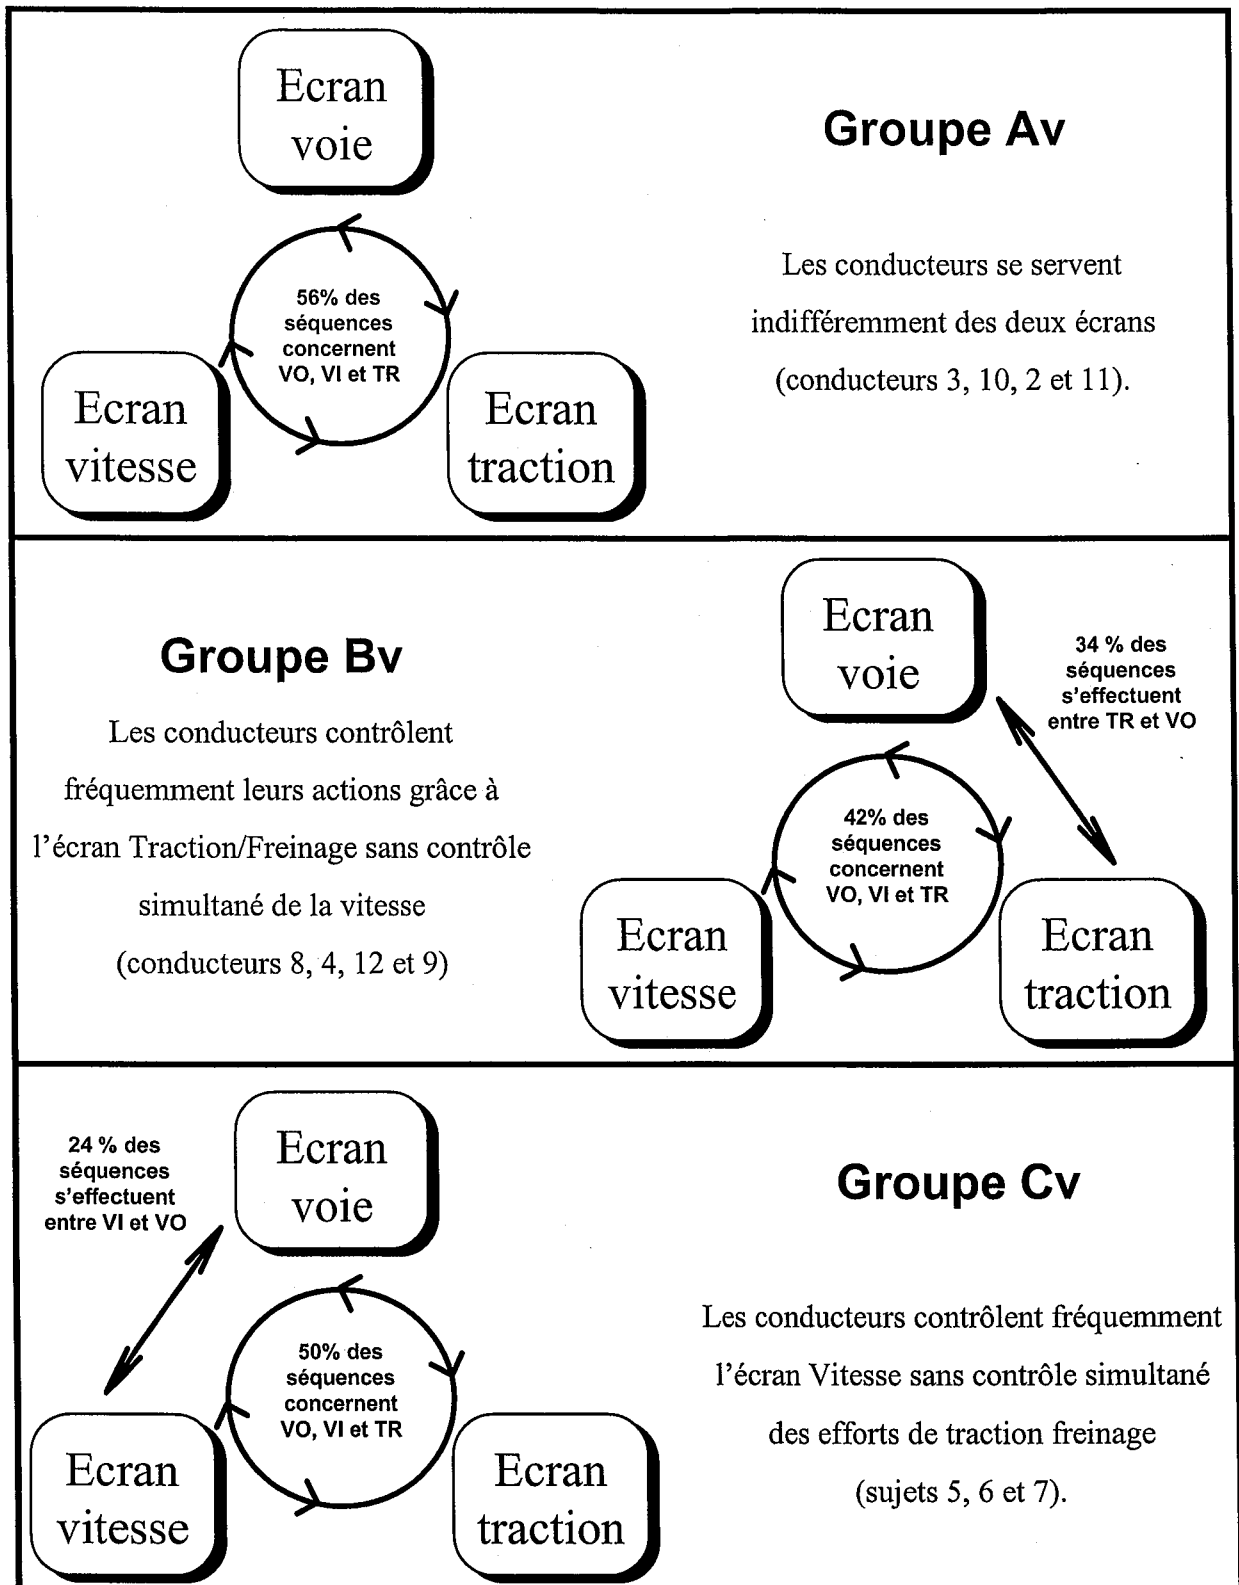 Ecran
voie
Groupe Av
56% des
séquences
concernent
VO, VI et TR
Les conducteurs se servent
indifféremment des deux écrans
(conducteurs 3, 10, 2 et 11).
Ecran
vitesse
Ecran
traction
Groupe Bv
Les conducteurs contrôlent
fréquemment leurs actions grâce à
l'écran Traction/Freinage sans contrôle
simultané de la vitesse
(conducteurs 8, 4, 12 et 9)
Ecran
voie
34 % des
séquences
s'effectuent
entre TR et VO
42% des
séquences
concernent
VO, VI et TR
Ecran
vitesse
Ecran
traction
24 % des
séquences
s'effectuent
entre VI et VO
Ecran
voie
Groupe Cv
50% des
séquences
concernent
VO, VI et TR
Les conducteurs contrôlent fréquemment
l'écran Vitesse sans contrôle simultané
des efforts de traction freinage
(sujets 5, 6 et 7).
Ecran
vitesse
Ecran
traction